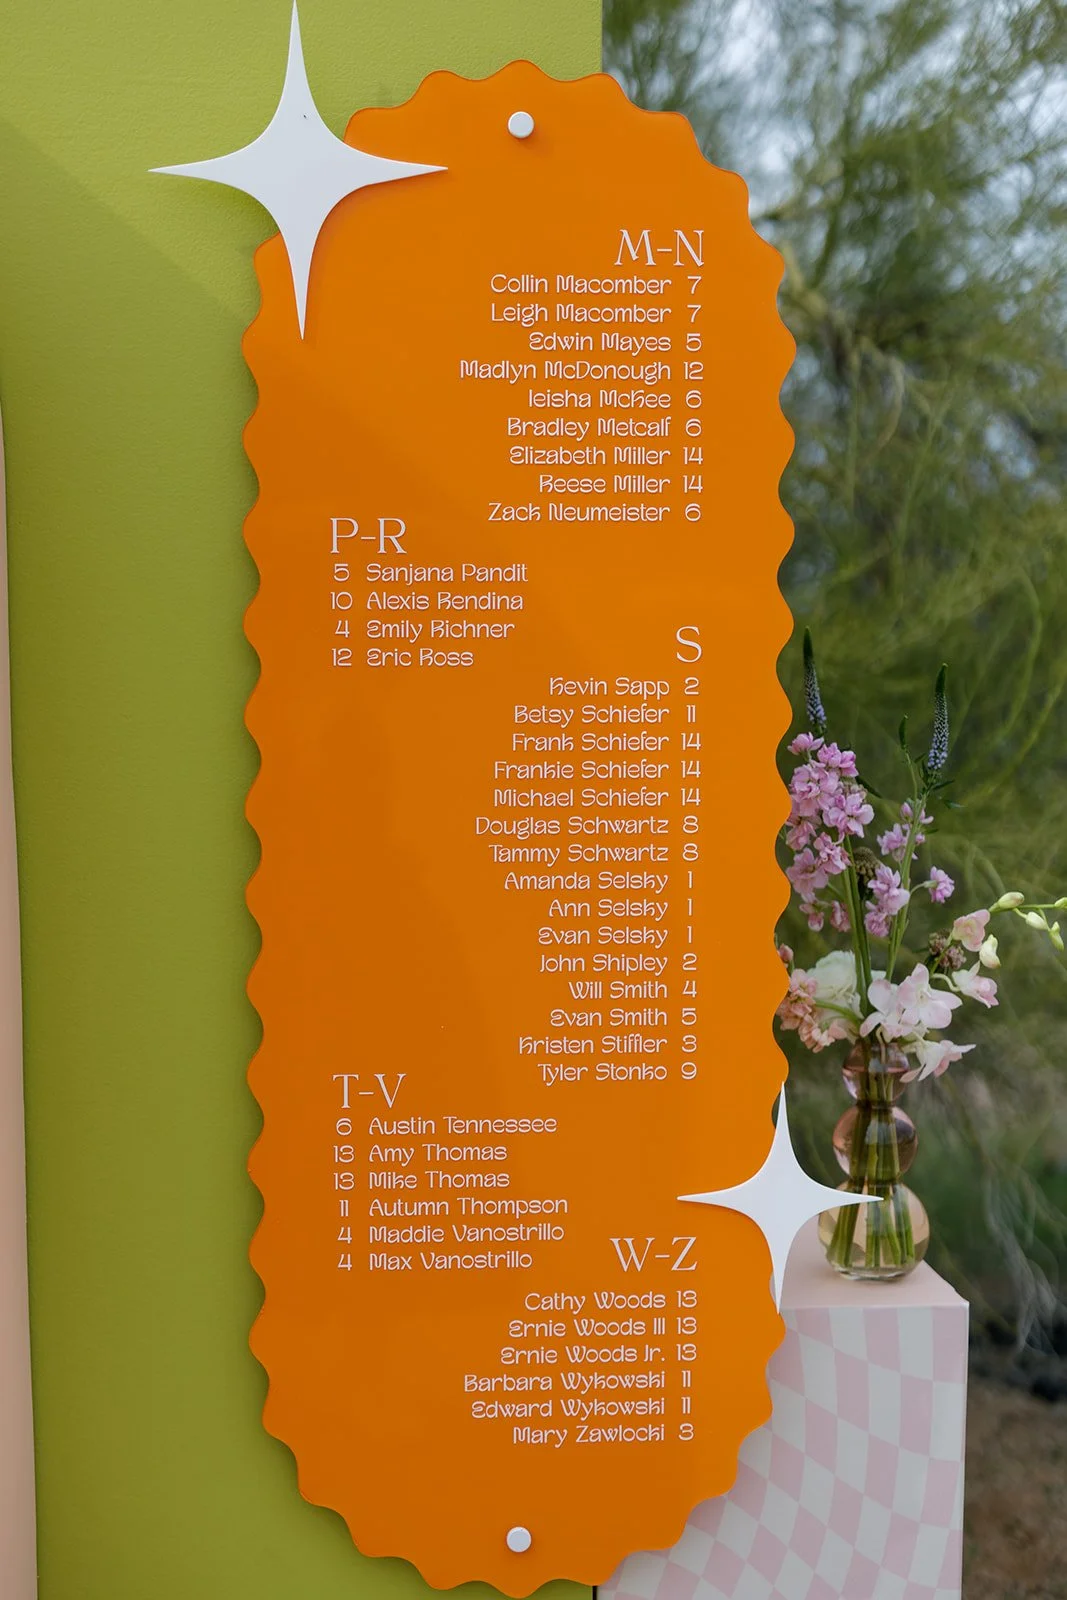 M-N
Collin Macomber 7
Leigh Macomber 7
Edwin Mayes 5
Madlyn McDonough 12
Ieisha McKee 6
Bradley Metcalf 6
Elizabeth Miller 14
Reese Miller 14
Zach Neumeister 6
P-R
5 Sanjana Pandit
10 Alexis Rendina
4 Emily Richner
12 Eric Ross
S
Kevin Sapp 2
Betsy Schiefer 11
Frank Schiefer 14
Frankie Schiefer 14
Michael Schiefer 14
Douglas Schwartz 8
Tammy Schwartz 8
Amanda Selsky 1
Ann Selsky 1
Evan Selsky 1
John Shipley 2
Will Smith 4
Evan Smith 5
Kristen Stiffler 3
Tyler Stonko 9
T-V
6 Austin Tennessee
13 Amy Thomas
13 Mike Thomas
11 Autumn Thompson
4 Maddie Vanostrillo
4 Max Vanostrillo
W-Z
Cathy Woods 13
Ernie Woods III 13
Ernie Woods Jr. 13
Barbara Wykowski 11
Edward Wykowski 11
Mary Zawlocki 3